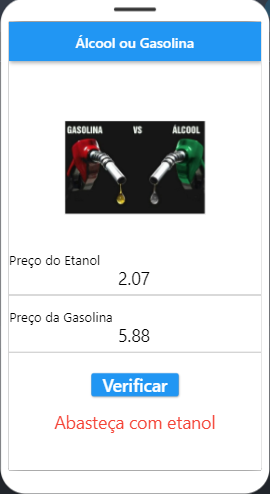 Álcool ou Gasolina
GASOLINA VS ÁLCOOL
Preço do Etanol
2.07
Preço da Gasolina
5.88
Verificar
Abasteça com etanol